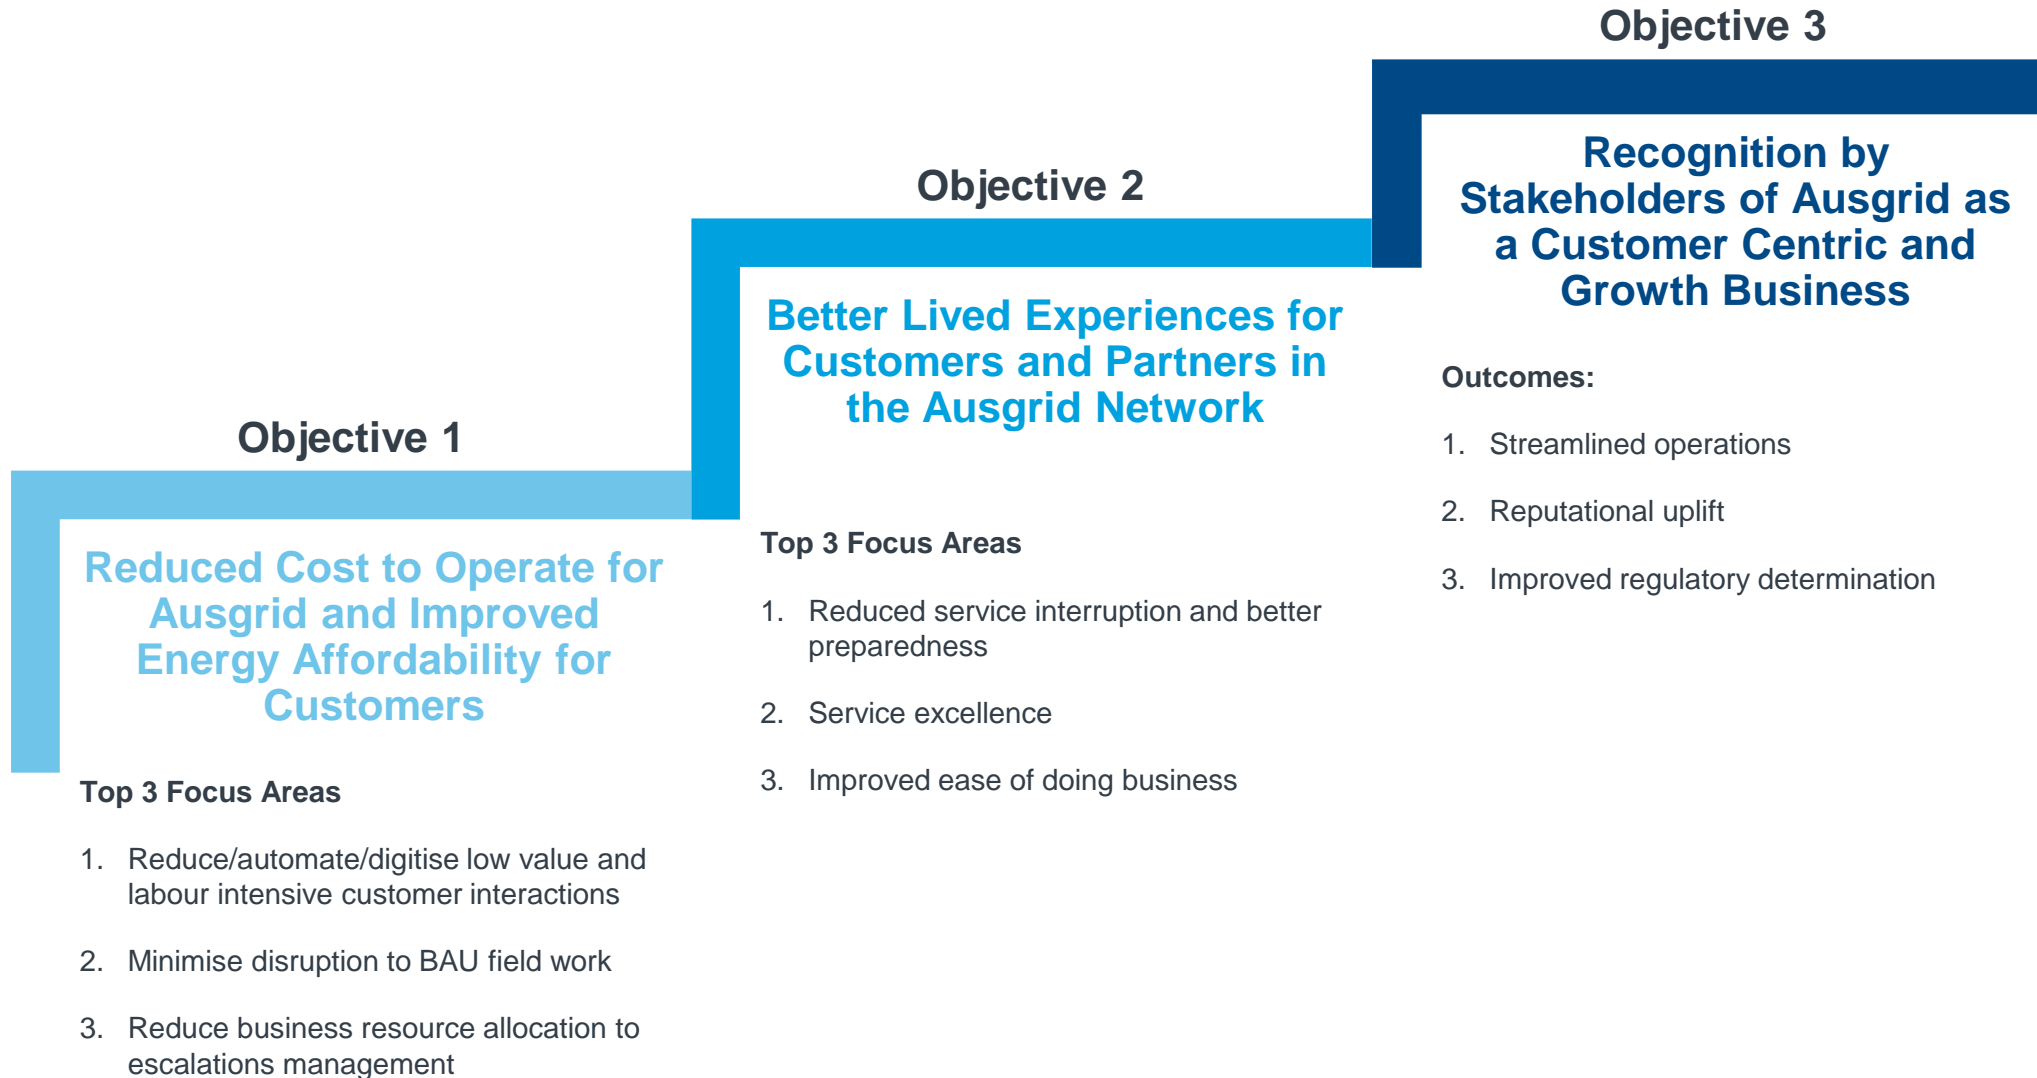 Objective 1
Reduced Cost to Operate for
Ausgrid and Improved
Energy Affordability for
Customers
Top 3 Focus Areas
1. Reduce/automate/digitise low value and
labour intensive customer interactions
2. Minimise disruption to BAU field work
3. Reduce business resource allocation to
escalations management
Objective 2
Better Lived Experiences for
Customers and Partners in
the Ausgrid Network
Top 3 Focus Areas
1. Reduced service interruption and better
preparedness
2. Service excellence
3. Improved ease of doing business
Objective 3
Recognition by
Stakeholders of Ausgrid as
a Customer Centric and
Growth Business
Outcomes:
1. Streamlined operations
2. Reputational uplift
3. Improved regulatory determination